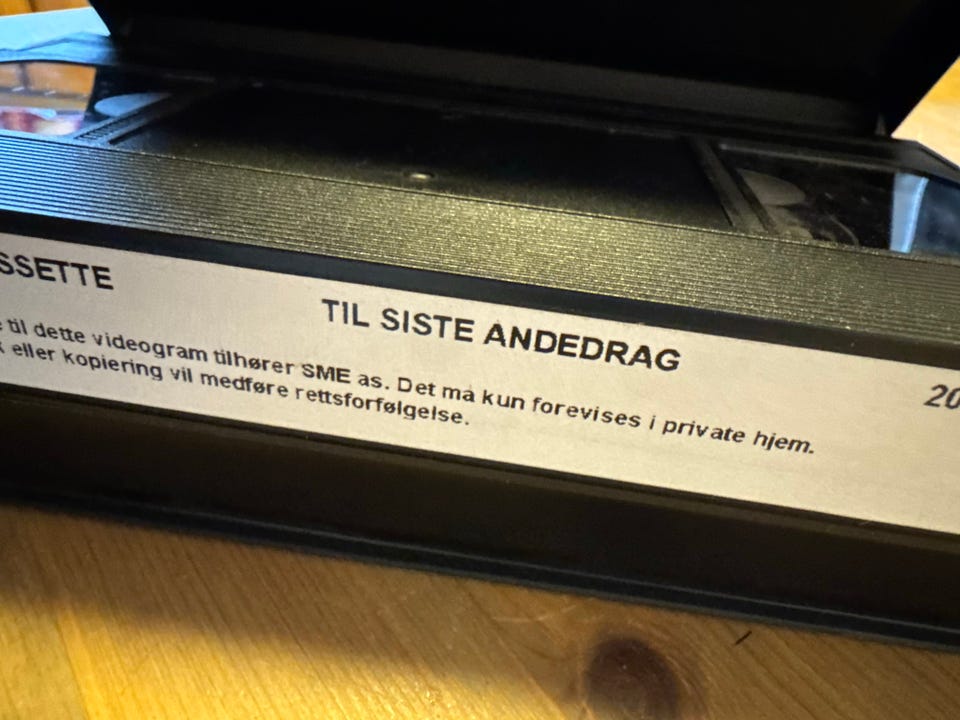 SSETTE
TIL SISTE ANDEDRAG
20
til dette videogram tilhører SME as. Det må kun forevises i private hjem.
eller kopiering vil medføre rettsforfølgelse.